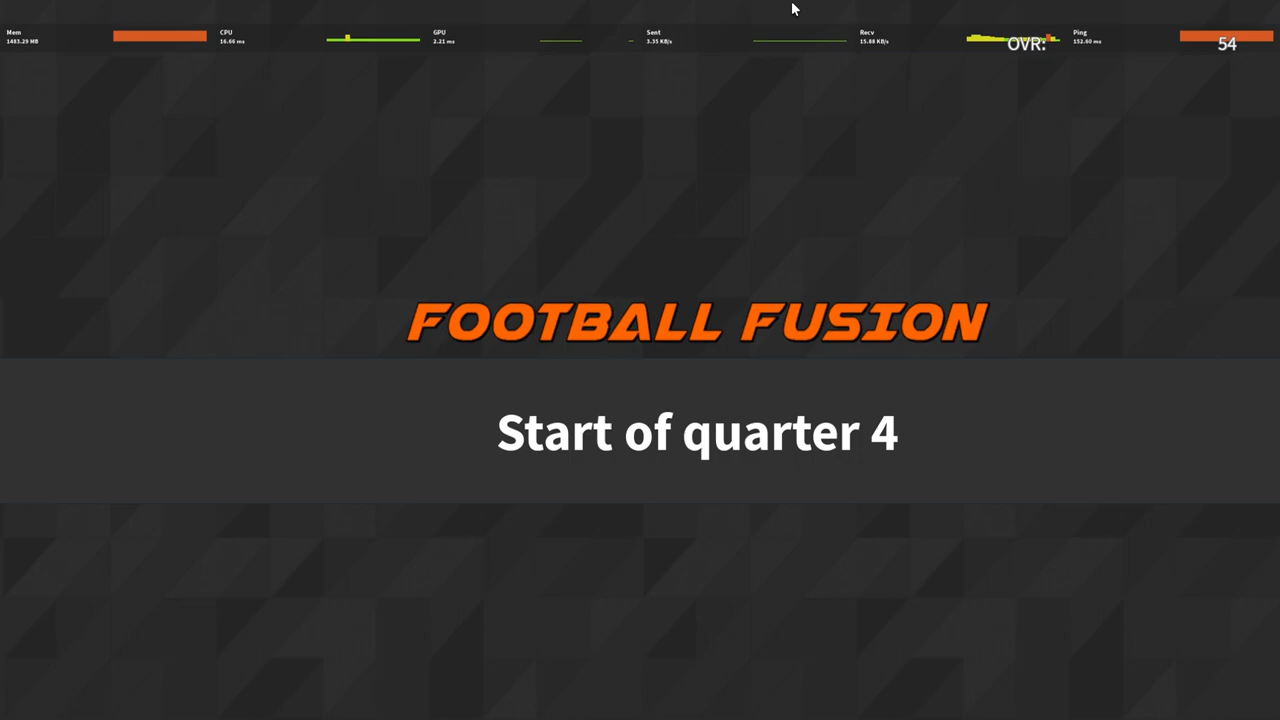 Mem CPU GPU Sent Recv Ping
1483.29 MB 16.66 ms 2.21 ms 3.35 KB/s 15.88 KB/s 152.60 ms
OVR: 54
FOOTBALL FUSION
Start of quarter 4